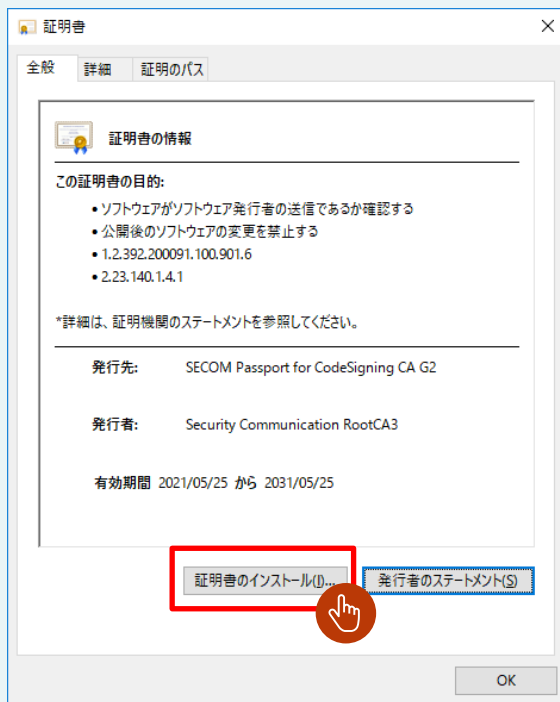 証明書
全般 詳細 証明のパス
証明書の情報
この証明書の目的:
• ソフトウェアがソフトウェア発行者の送信であるか確認する
• 公開後のソフトウェアの変更を禁止する
• 1.2.392.200091.100.901.6
• 2.23.140.1.4.1
*詳細は、証明機関のステートメントを参照してください。
発行先: SECOM Passport for CodeSigning CA G2
発行者: Security Communication RootCA3
有効期間 2021/05/25 から 2031/05/25
証明書のインストール(I)... 発行者のステートメント(S)
OK